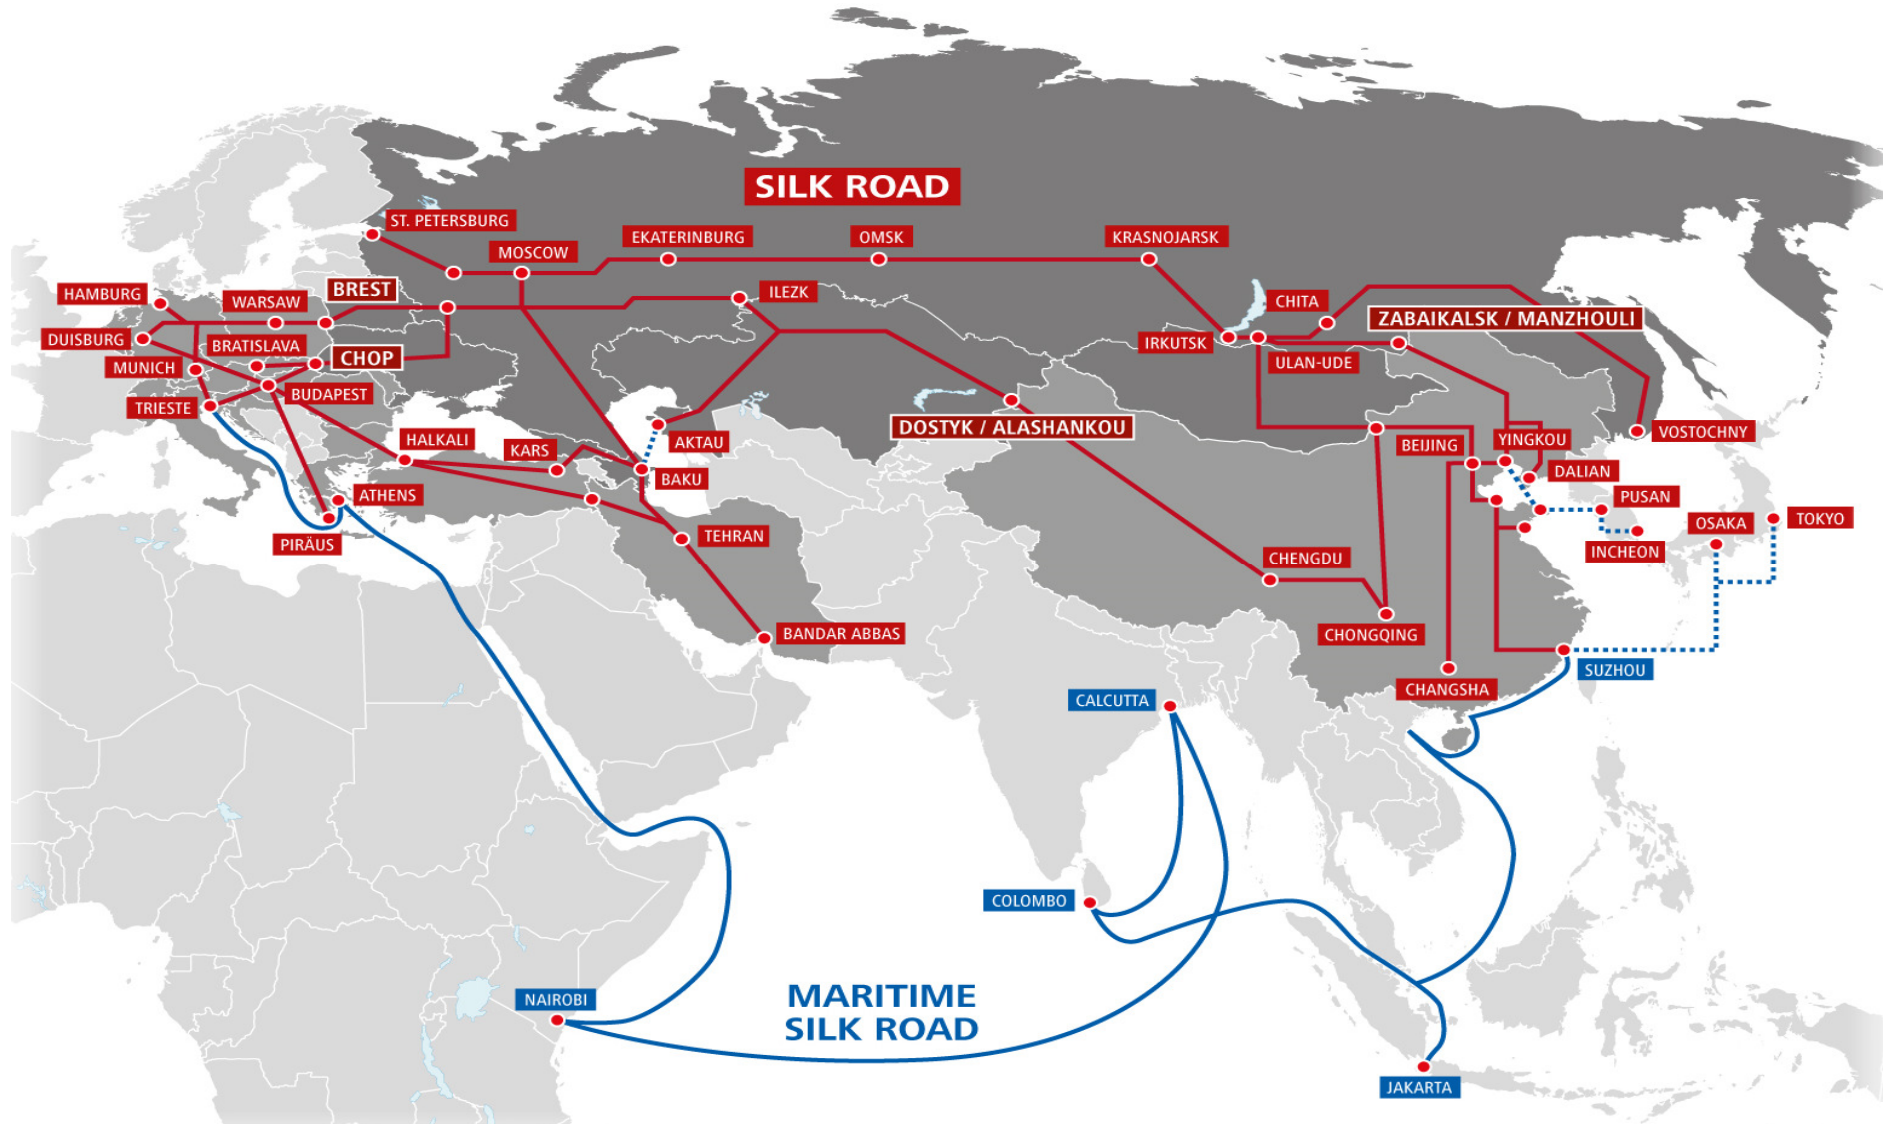 SILK ROAD
ST. PETERSBURG
MOSCOW
EKATERINBURG
OMSK
KRASNOJARSK
HAMBURG
WARSAW
BREST
ILEZK
CHITA
ZABAIKALSK / MANZHOULI
DUISBURG
BRATISLAVA
CHOP
IRKUTSK
ULAN-UDE
MUNICH
BUDAPEST
TRIESTE
HALKALI
KARS
AKTAU
DOSTYK / ALASHANKOU
BEIJING
YINGKOU
VOSTOCHNY
BAKU
DALIAN
ATHENS
PUSAN
PIRÄUS
TEHRAN
OSAKA
TOKYO
INCHEON
CHENGDU
BANDAR ABBAS
CHONGQING
SUZHOU
CHANGSHA
CALCUTTA
COLOMBO
NAIROBI
MARITIME
SILK ROAD
JAKARTA